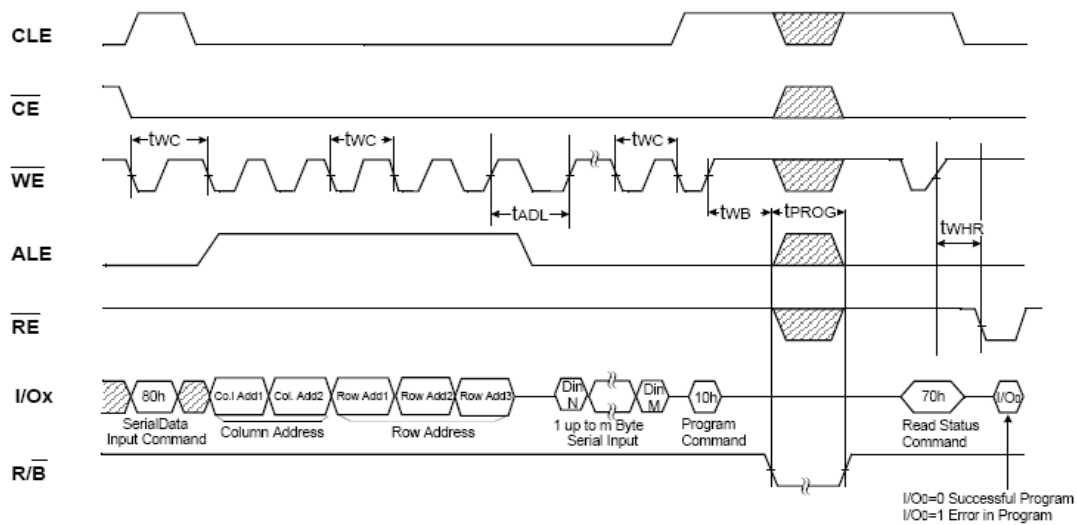 CLE
CE
tWC
tWC
tWC
WE
tADL
tWB
tPROG
tWHR
ALE
RE
I/Ox
80h
Co.l Add1
Col. Add2
Row Add1
Row Add2
Row Add3
Din
N
Din
M
10h
70h
I/O0
SerialData
Input Command
Column Address
Row Address
1 up to m Byte
Serial Input
Program
Command
Read Status
Command
R/B
I/O0=0 Successful Program
I/O0=1 Error in Program